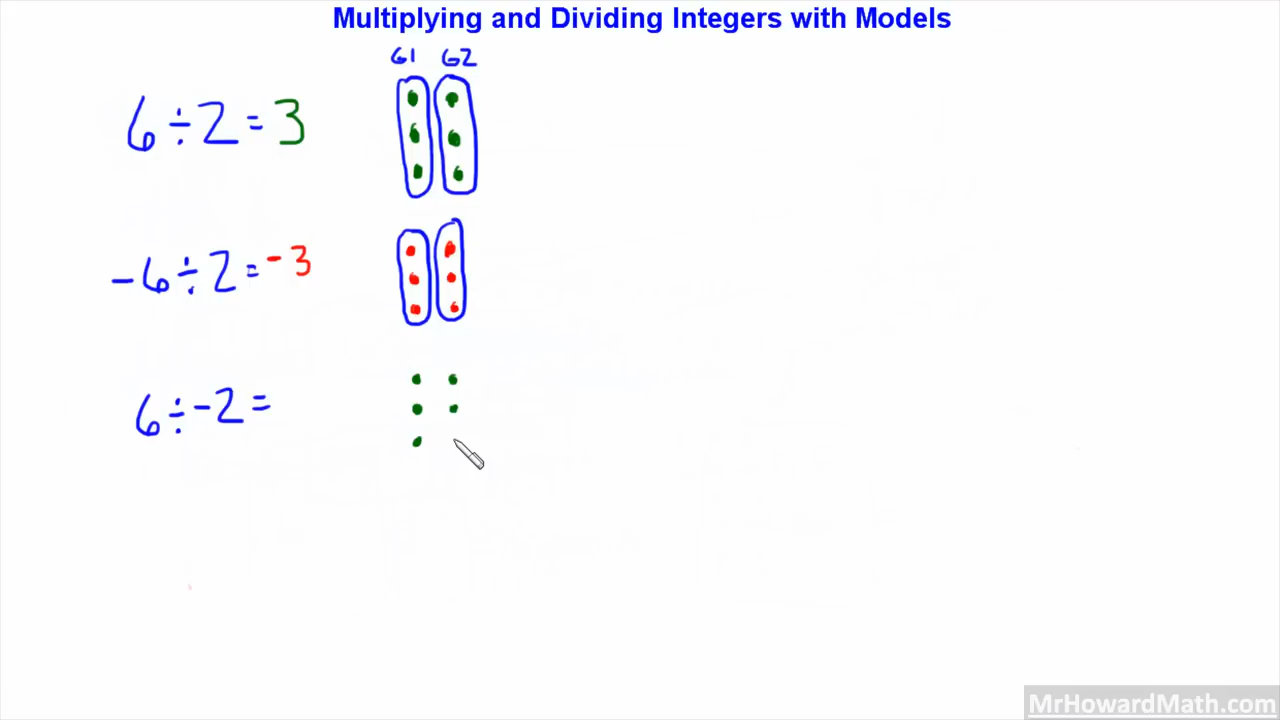 Multiplying and Dividing Integers with Models
G1 G2
6 ÷ 2 = 3
-6 ÷ 2 = -3
6 ÷ -2 =
MrHowardMath.com